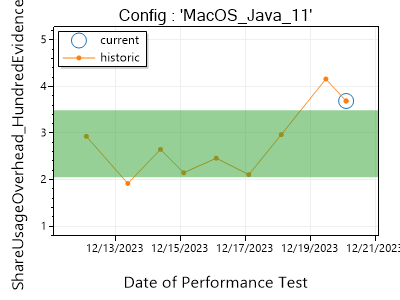 Config : 'MacOS_Java_11'
current
historic
ShareUsageOverhead_HundredEvidence
5
4
3
2
1
12/13/2023
12/15/2023
12/17/2023
12/19/2023
12/21/2023
Date of Performance Test